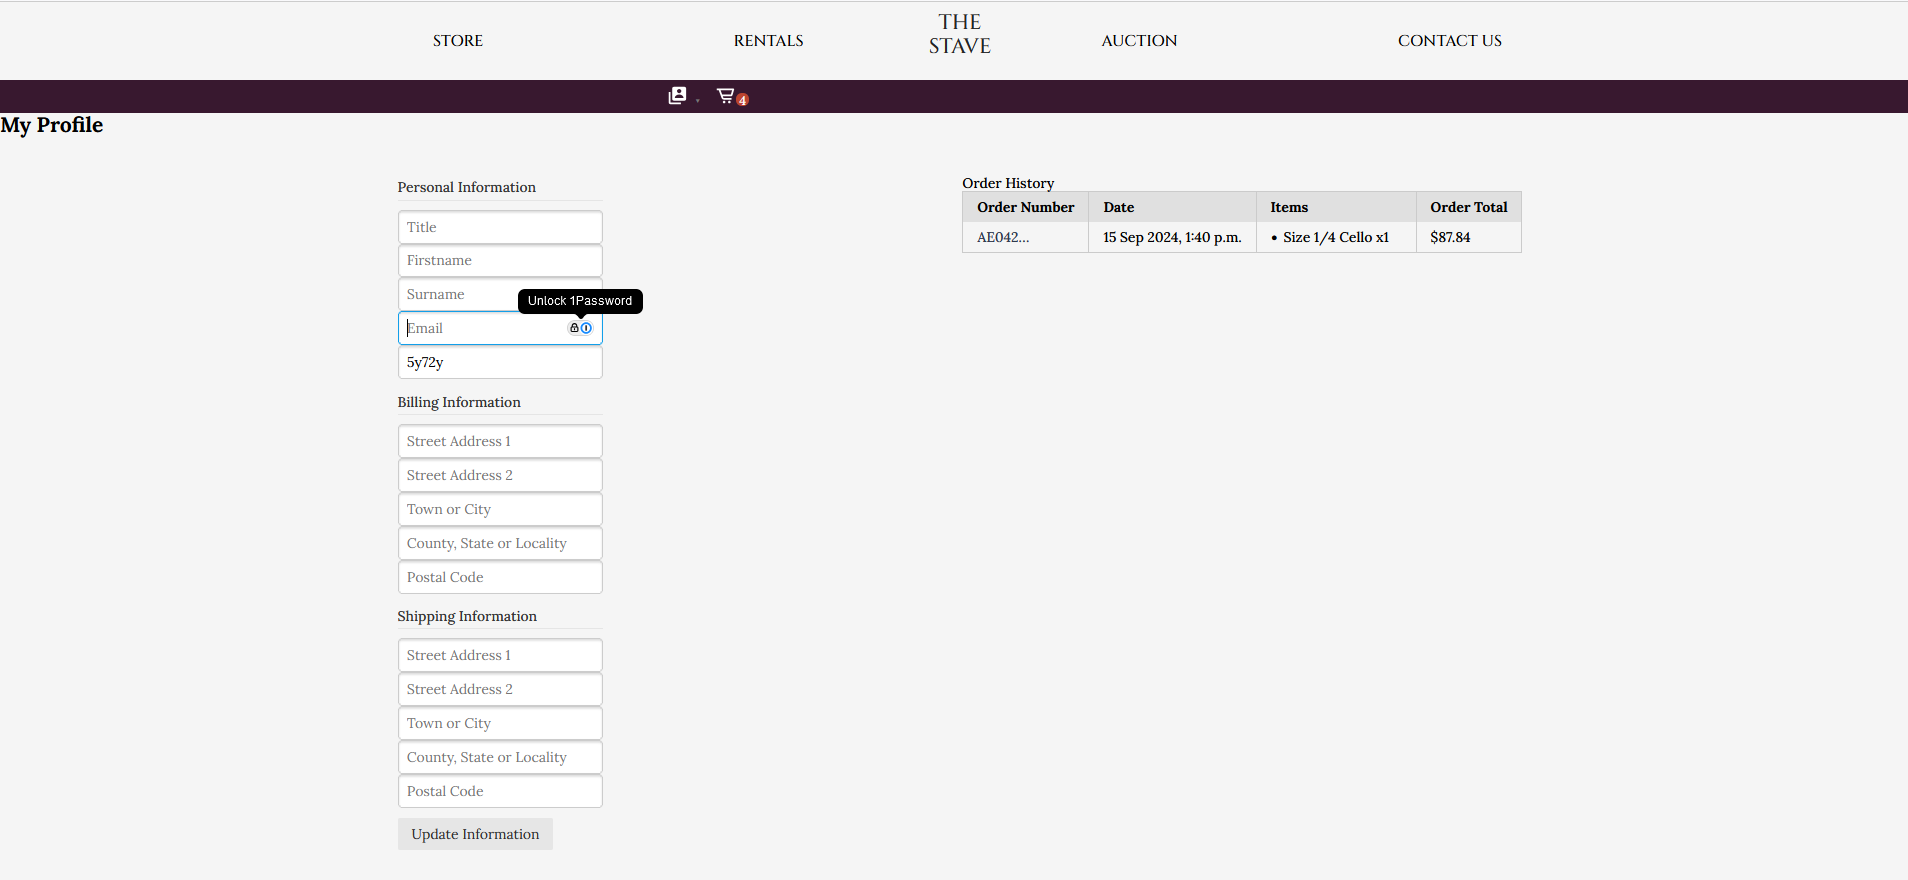 STORE
RENTALS
THE
STAVE
AUCTION
CONTACT US
4
My Profile
Personal Information
Title
Firstname
Surname
Unlock 1Password
Email
5y72y
Billing Information
Street Address 1
Street Address 2
Town or City
County, State or Locality
Postal Code
Shipping Information
Street Address 1
Street Address 2
Town or City
County, State or Locality
Postal Code
Update Information
Order History
Order Number Date Items Order Total
AE042... 15 Sep 2024, 1:40 p.m. • Size 1/4 Cello x1 $87.84